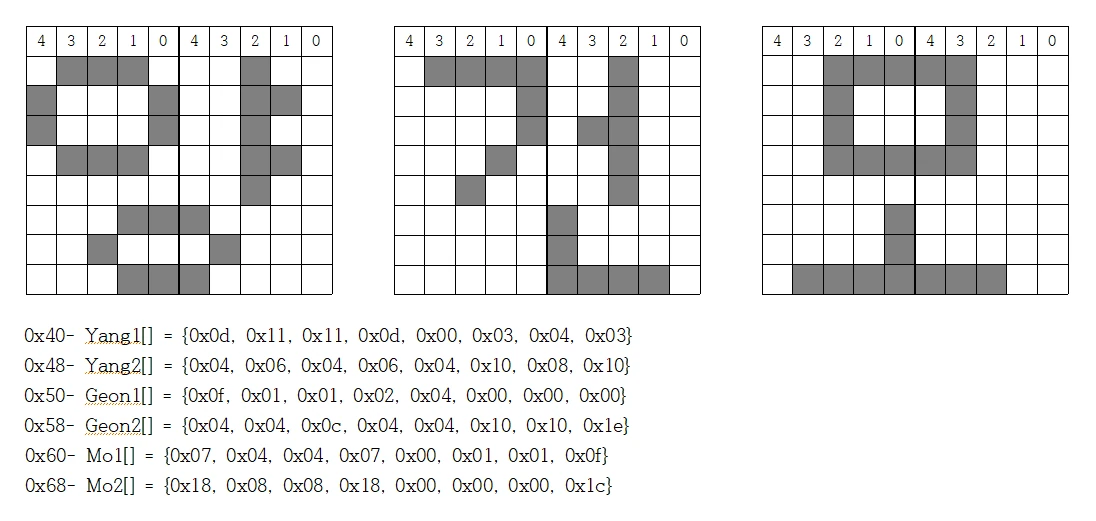 4 3 2 1 0 4 3 2 1 0 4 3 2 1 0 4 3 2 1 0 4 3 2 1 0 4 3 2 1 0
0x40- Yang1[] = {0x0d, 0x11, 0x11, 0x0d, 0x00, 0x03, 0x04, 0x03}
0x48- Yang2[] = {0x04, 0x06, 0x04, 0x06, 0x04, 0x10, 0x08, 0x10}
0x50- Geon1[] = {0x0f, 0x01, 0x01, 0x02, 0x04, 0x00, 0x00, 0x00}
0x58- Geon2[] = {0x04, 0x04, 0x0c, 0x04, 0x04, 0x10, 0x10, 0x1e}
0x60- Mo1[] = {0x07, 0x04, 0x04, 0x07, 0x00, 0x01, 0x01, 0x0f}
0x68- Mo2[] = {0x18, 0x08, 0x08, 0x18, 0x00, 0x00, 0x00, 0x1c}